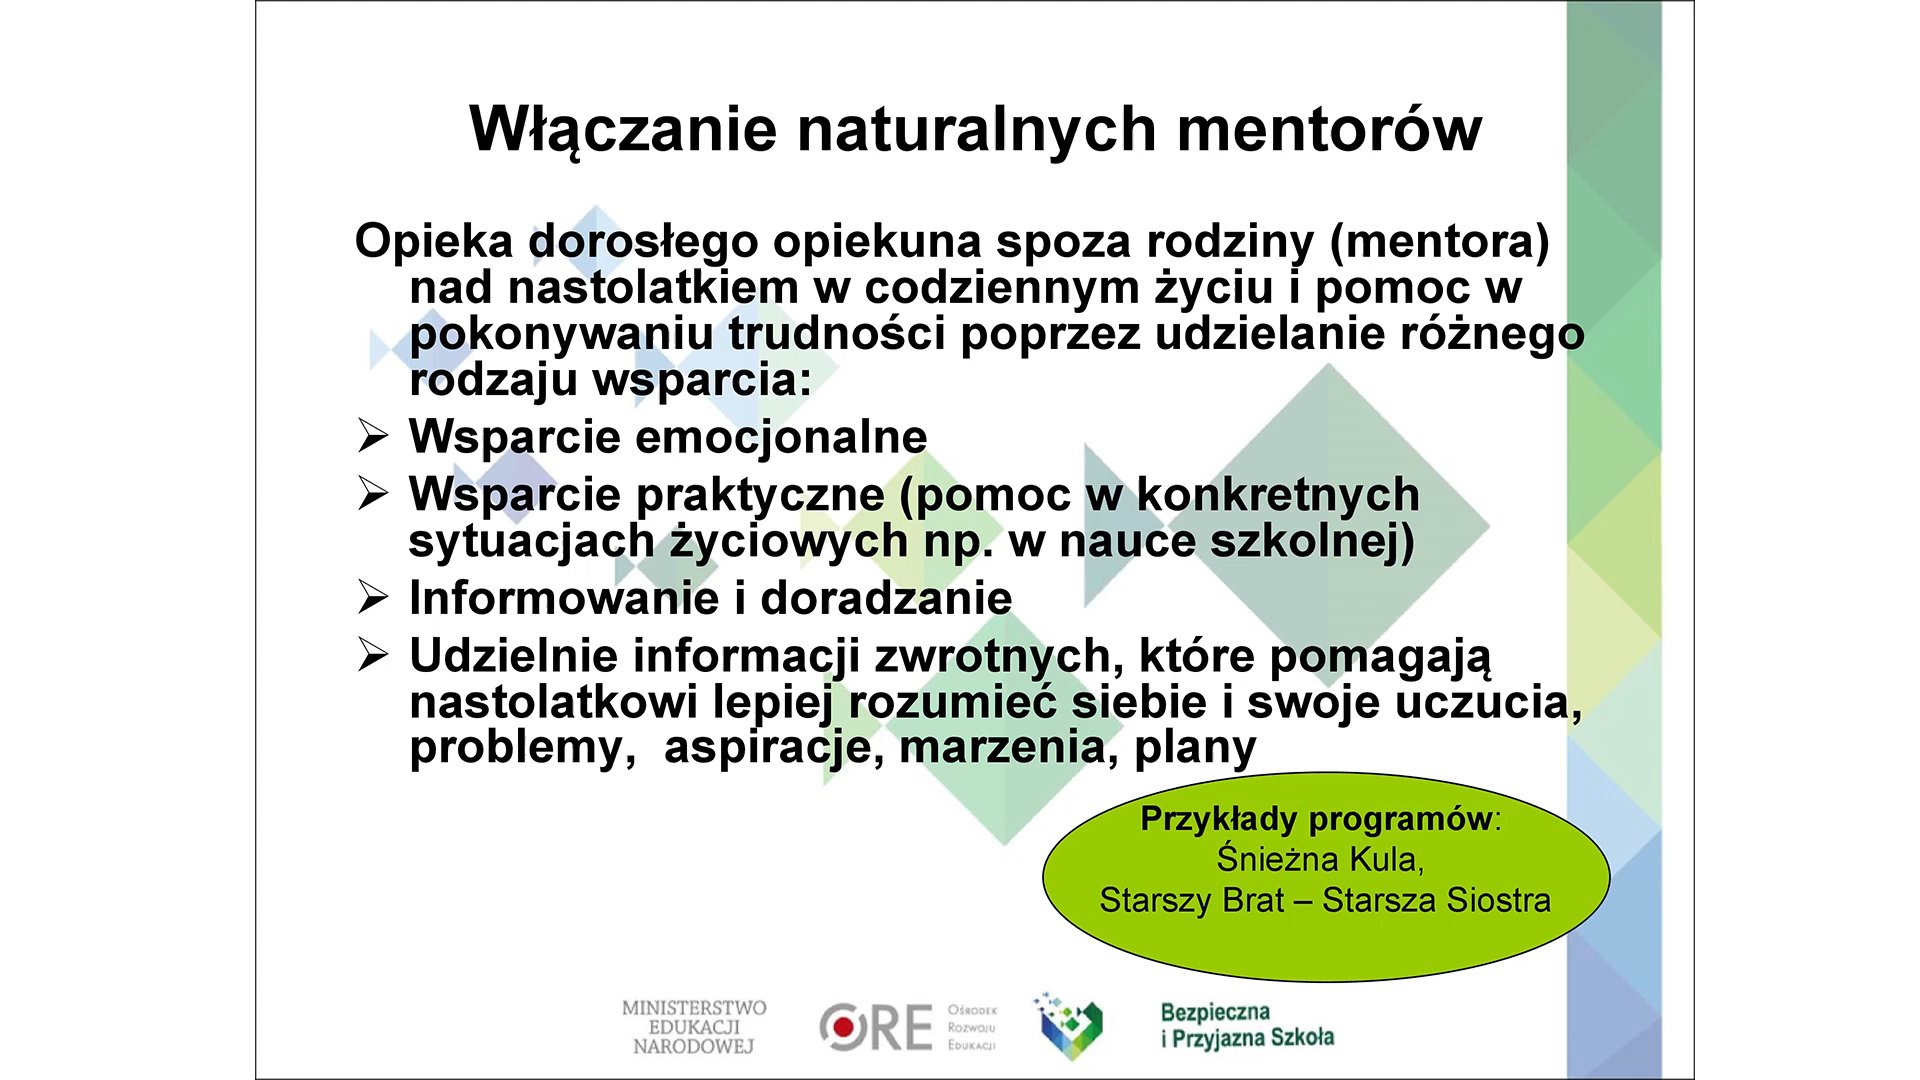 Włączanie naturalnych mentorów
Opieka dorosłego opiekuna spoza rodziny (mentora)
nad nastolatkiem w codziennym życiu i pomoc w
pokonywaniu trudności poprzez udzielanie różnego
rodzaju wsparcia:
➢ Wsparcie emocjonalne
➢ Wsparcie praktyczne (pomoc w konkretnych
sytuacjach życiowych np. w nauce szkolnej)
➢ Informowanie i doradzanie
➢ Udzielnie informacji zwrotnych, które pomagają
nastolatkowi lepiej rozumieć siebie i swoje uczucia,
problemy, aspiracje, marzenia, plany
Przykłady programów:
Śnieżna Kula,
Starszy Brat – Starsza Siostra
MINISTERSTWO
EDUKACJI
NARODOWEJ
ORE
OŚRODEK
ROZWOJU
EDUKACJI
Bezpieczna
i Przyjazna Szkoła